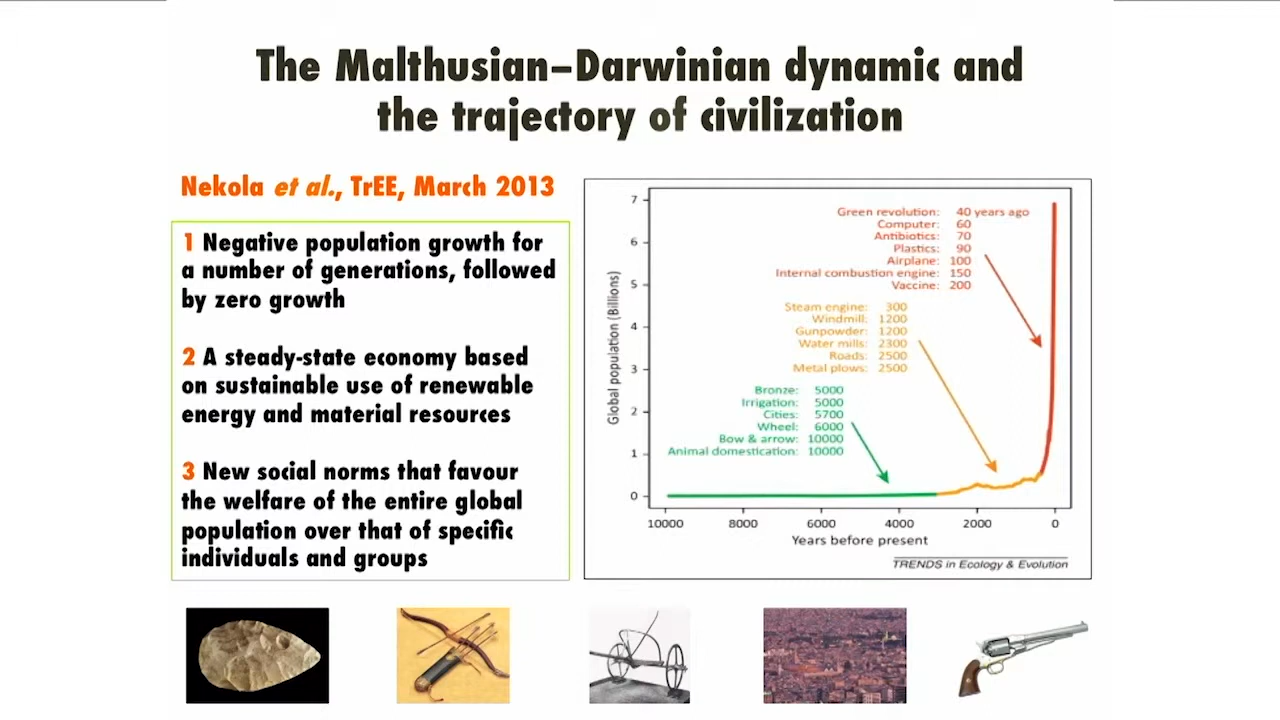 The Malthusian–Darwinian dynamic and
the trajectory of civilization
Nekola et al., TrEE, March 2013
1 Negative population growth for
a number of generations, followed
by zero growth
2 A steady-state economy based
on sustainable use of renewable
energy and material resources
3 New social norms that favour
the welfare of the entire global
population over that of specific
individuals and groups
Global population (Billions)
7
6
5
4
3
2
1
0
Green revolution: 40 years ago
Computer: 60
Antibiotics: 70
Plastics: 90
Airplane: 100
Internal combustion engine: 150
Vaccine: 200
Steam engine: 300
Windmill: 1200
Gunpowder: 1200
Water mills: 2300
Roads: 2500
Metal plows: 2500
Bronze: 5000
Irrigation: 5000
Cities: 5700
Wheel: 6000
Bow & arrow: 10000
Animal domestication: 10000
10000 8000 6000 4000 2000 0
Years before present
TRENDS in Ecology & Evolution